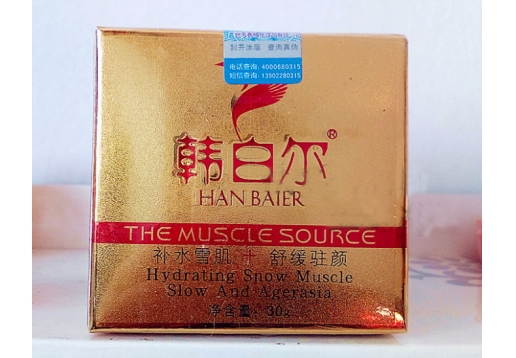 刮开涂层 查询真伪
电话查询: 4000680315
短信查询: 13902280315
韩白尔®
HAN BAIER
THE MUSCLE SOURCE
补水雪肌 + 舒缓驻颜
Hydrating Snow Muscle
Slow And Agerasia
净含量: 30g